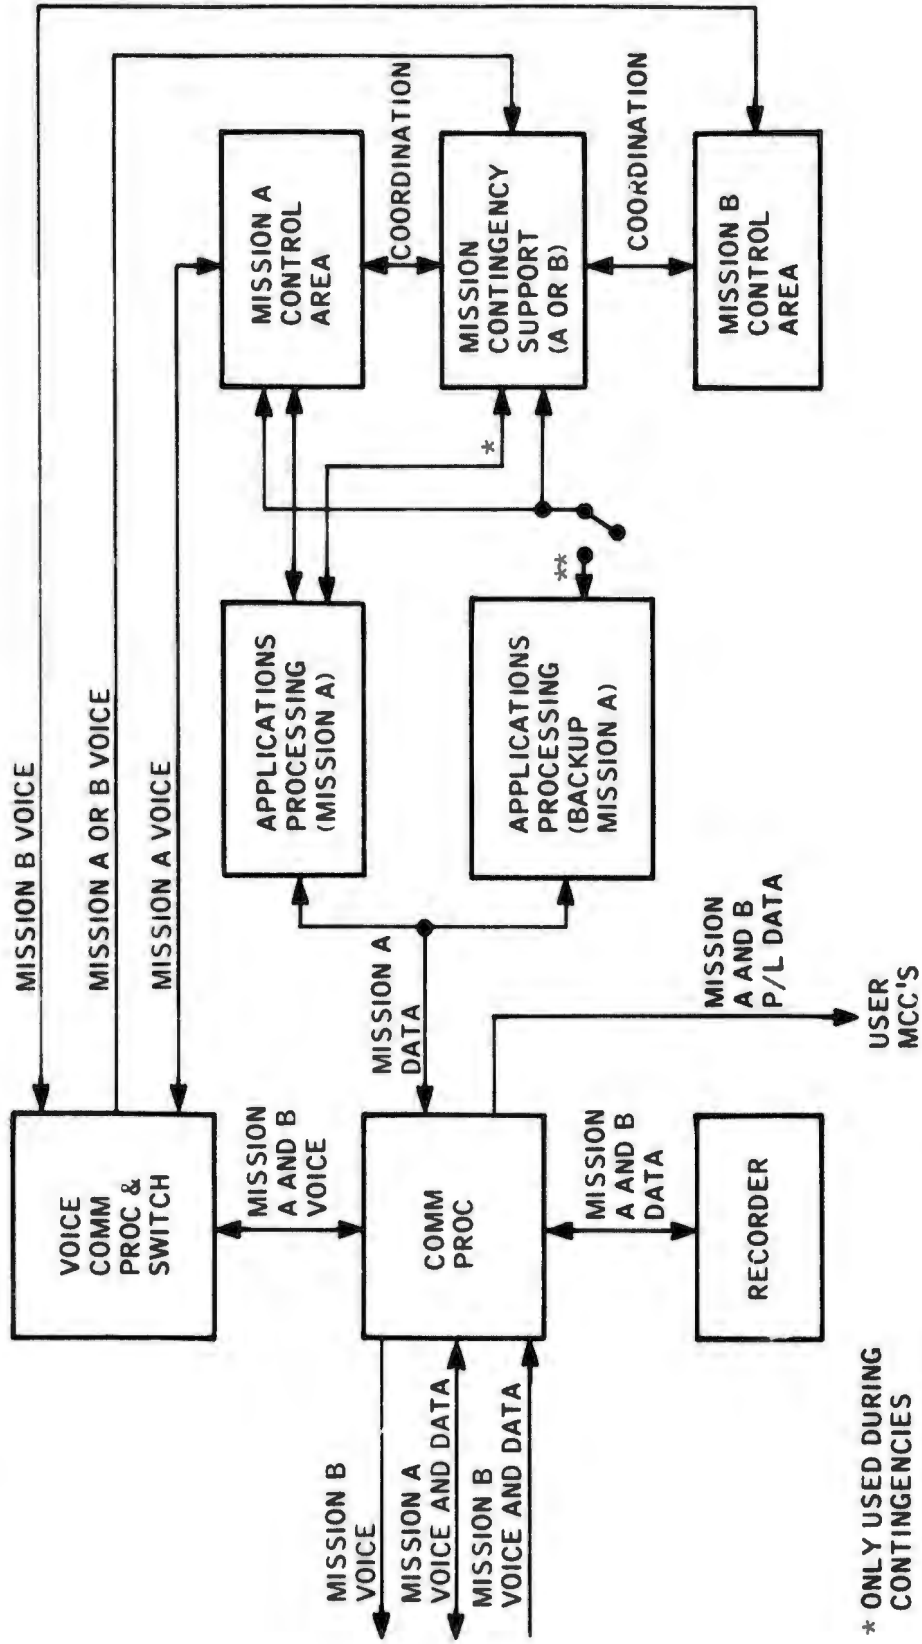 MISSION B VOICE
MISSION A OR B VOICE
MISSION A VOICE
VOICE
COMM
PROC &
SWITCH
MISSION
A AND B
VOICE
MISSION A
DATA
APPLICATIONS
PROCESSING
(MISSION A)
MISSION A
CONTROL
AREA
COORDINATION
*
MISSION
CONTINGENCY
SUPPORT
(A OR B)
COORDINATION
MISSION B
CONTROL
AREA
**
APPLICATIONS
PROCESSING
(BACKUP
MISSION A)
MISSION B
VOICE
MISSION A
VOICE AND DATA
MISSION B
VOICE AND DATA
COMM
PROC
MISSION
A AND B
DATA
MISSION
A AND B
P/L DATA
USER
MCC'S
RECORDER
* ONLY USED DURING
CONTINGENCIES